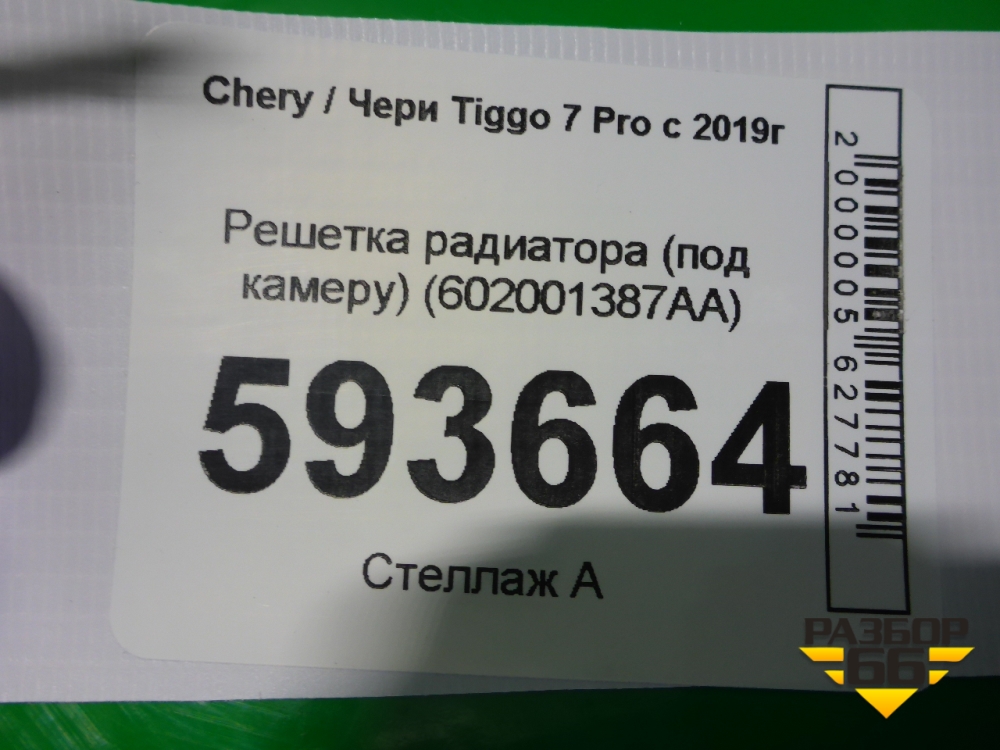 Chery / Чери Tiggo 7 Pro с 2019г
Решетка радиатора (под
камеру) (602001387AA)
593664
Стеллаж А
2000005627781
РАЗБОР
66